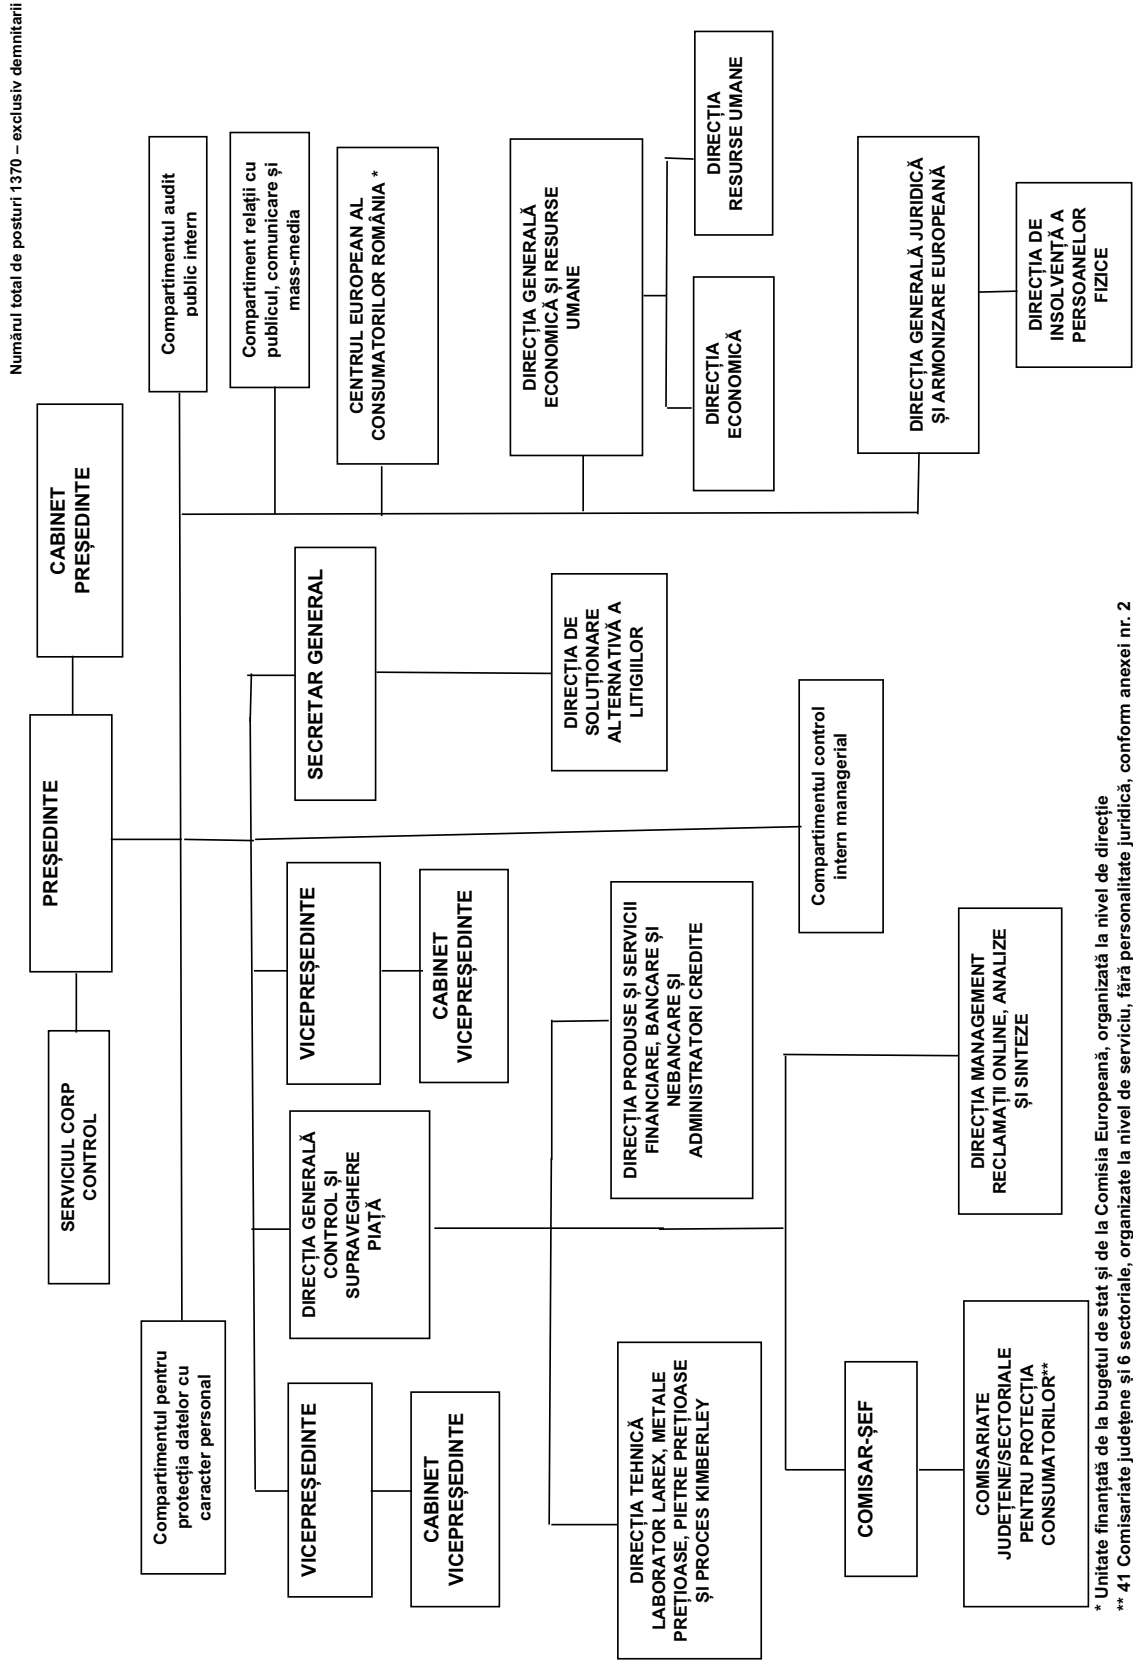 Numărul total de posturi 1370 – exclusiv demnitarii
PREȘEDINTE
CABINET
PREȘEDINTE
SERVICIUL CORP
CONTROL
Compartimentul pentru
protecția datelor cu
caracter personal
Compartimentul audit
public intern
Compartiment relații cu
publicul, comunicare și
mass-media
CENTRUL EUROPEAN AL
CONSUMATORILOR ROMÂNIA *
VICEPREȘEDINTE
CABINET
VICEPREȘEDINTE
DIRECȚIA GENERALĂ
CONTROL ȘI
SUPRAVEGHERE
PIAȚĂ
VICEPREȘEDINTE
CABINET
VICEPREȘEDINTE
SECRETAR GENERAL
DIRECȚIA DE
SOLUȚIONARE
ALTERNATIVĂ A
LITIGIILOR
DIRECȚIA GENERALĂ
ECONOMICĂ ȘI RESURSE
UMANE
DIRECȚIA
ECONOMICĂ
DIRECȚIA
RESURSE UMANE
DIRECȚIA TEHNICĂ
LABORATOR LAREX, METALE
PREȚIOASE, PIETRE PREȚIOASE
ȘI PROCES KIMBERLEY
DIRECȚIA PRODUSE ȘI SERVICII
FINANCIARE, BANCARE ȘI
NEBANCARE ȘI
ADMINISTRATORI CREDITE
Compartimentul control
intern managerial
DIRECȚIA GENERALĂ JURIDICĂ
ȘI ARMONIZARE EUROPEANĂ
DIRECȚIA DE
INSOLVENȚĂ A
PERSOANELOR
FIZICE
COMISAR-ȘEF
COMISARIATE
JUDEȚENE/SECTORIALE
PENTRU PROTECȚIA
CONSUMATORILOR**
DIRECȚIA MANAGEMENT
RECLAMAȚII ONLINE, ANALIZE
ȘI SINTEZE
* Unitate finanțată de la bugetul de stat și de la Comisia Europeană, organizată la nivel de direcție
** 41 Comisariate județene și 6 sectoriale, organizate la nivel de serviciu, fără personalitate juridică, conform anexei nr. 2